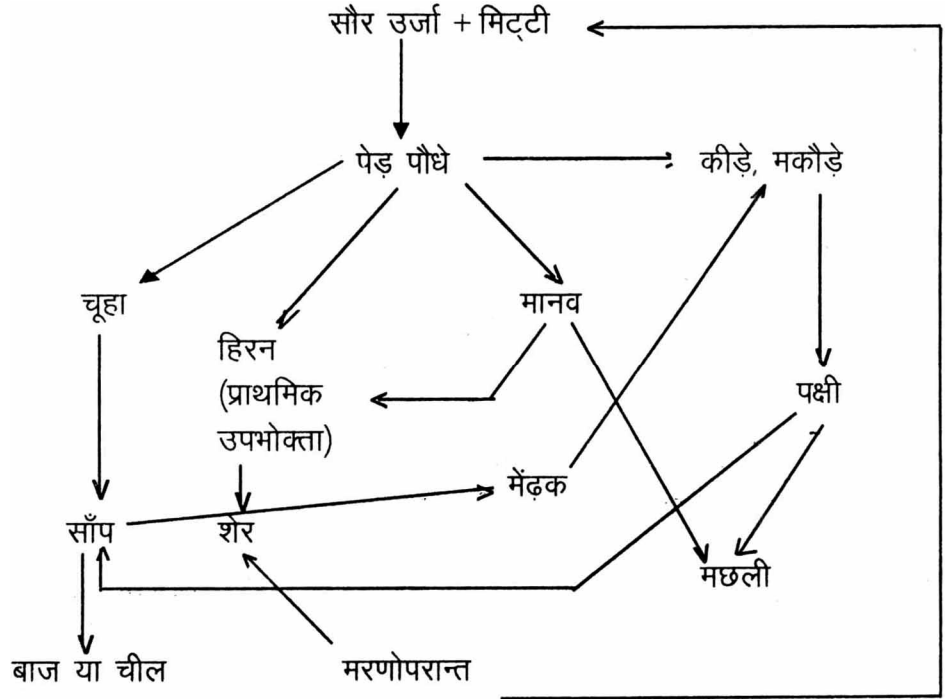 सौर उर्जा + मिट्टी
पेड़ पौधे
कीड़े, मकौड़े
चूहा
मानव
हिरन
(प्राथमिक
उपभोक्ता)
पक्षी
मेंढ़क
साँप
शेर
मछली
बाज या चील
मरणोपरान्त